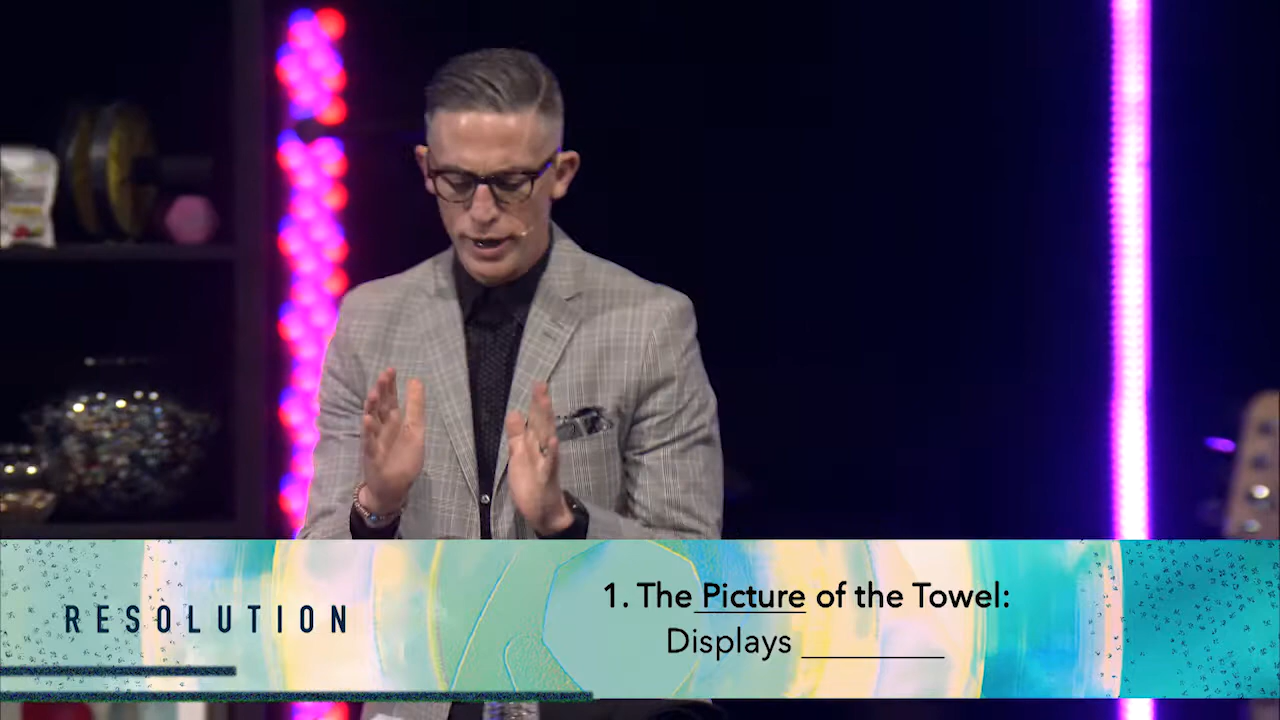 RESOLUTION
1. The Picture of the Towel:
Displays ________